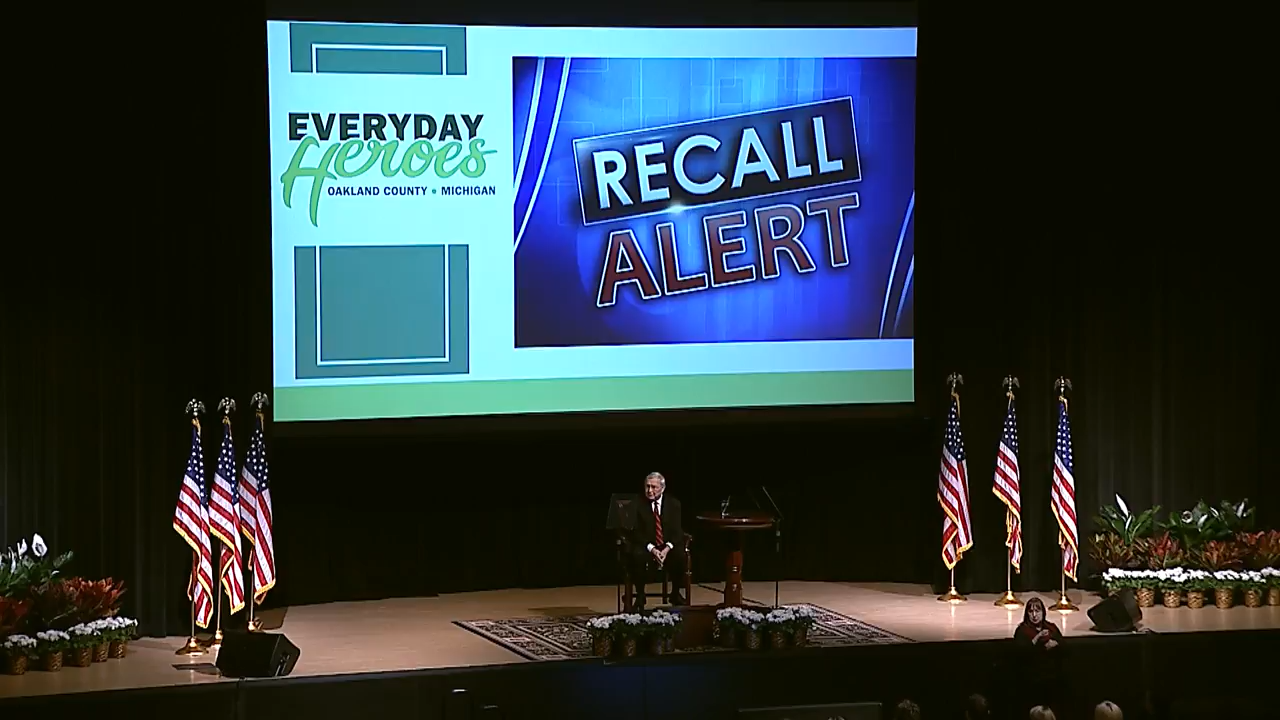 EVERYDAY
Heroes
OAKLAND COUNTY • MICHIGAN
RECALL
ALERT